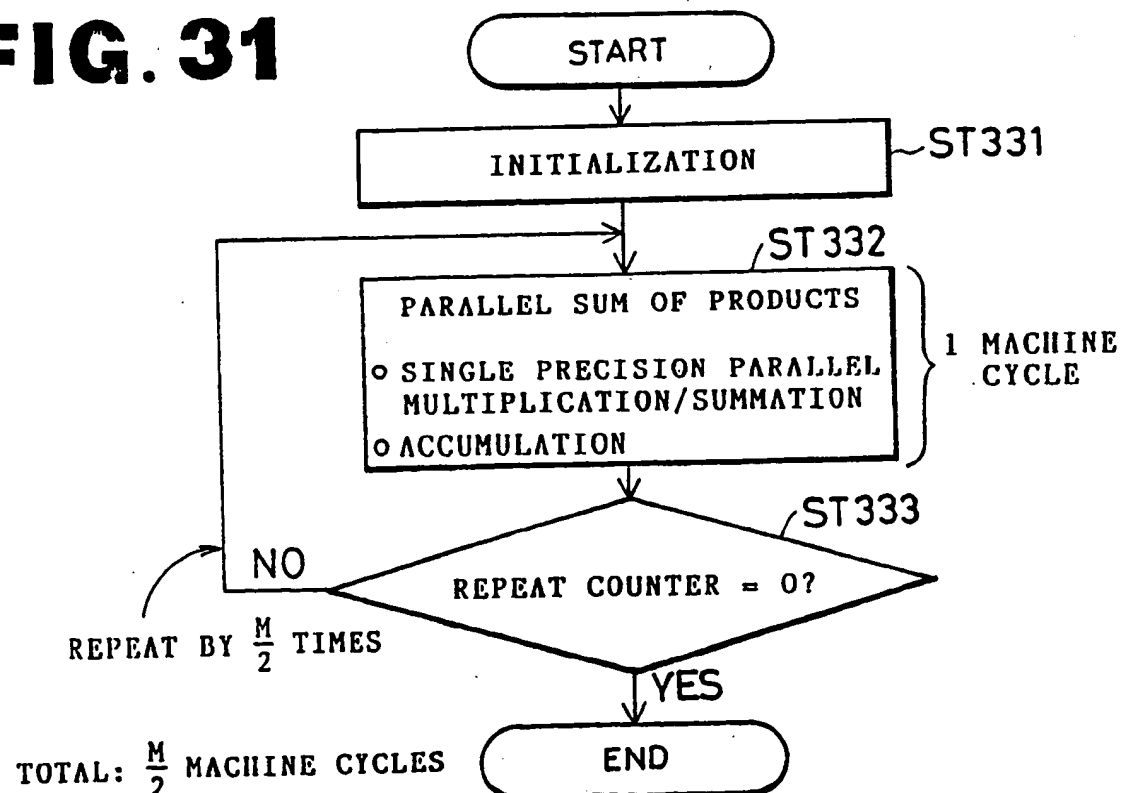 FIG. 31
START
INITIALIZATION
ST331
ST332
PARALLEL SUM OF PRODUCTS
○ SINGLE PRECISION PARALLEL
MULTIPLICATION/SUMMATION
○ ACCUMULATION
1 MACHINE
CYCLE
ST333
REPEAT COUNTER = 0?
NO
REPEAT BY M/2 TIMES
YES
TOTAL: M/2 MACHINE CYCLES
END